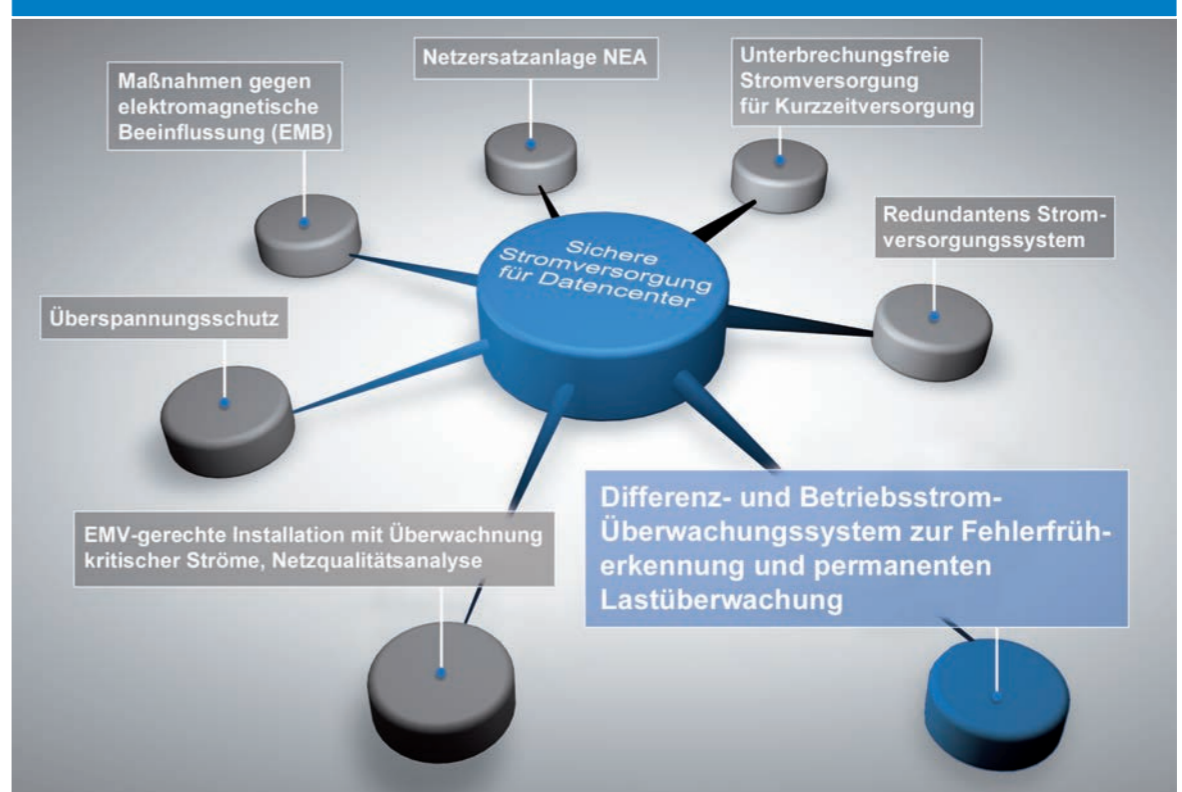 Netzersatzanlage NEA
Unterbrechungsfreie
Stromversorgung
für Kurzzeitversorgung
Maßnahmen gegen
elektromagnetische
Beeinflussung (EMB)
Redundantens Strom-
versorgungssystem
Sichere
Stromversorgung
für Datencenter
Überspannungsschutz
Differenz- und Betriebsstrom-
Überwachungssystem zur Fehlerfrüh-
erkennung und permanenten
Lastüberwachung
EMV-gerechte Installation mit Überwachnung
kritischer Ströme, Netzqualitätsanalyse